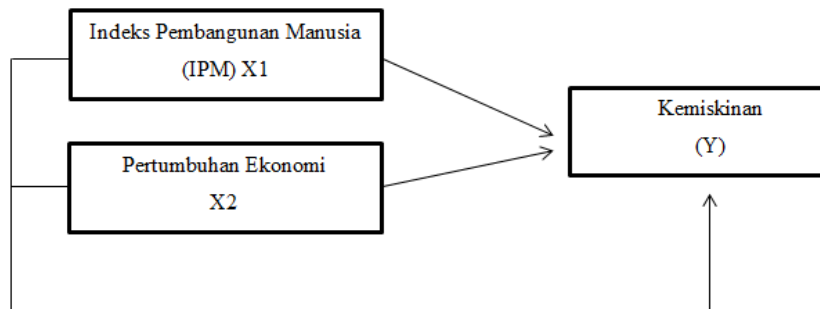 Indeks Pembangunan Manusia
(IPM) X1
Kemiskinan
(Y)
Pertumbuhan Ekonomi
X2